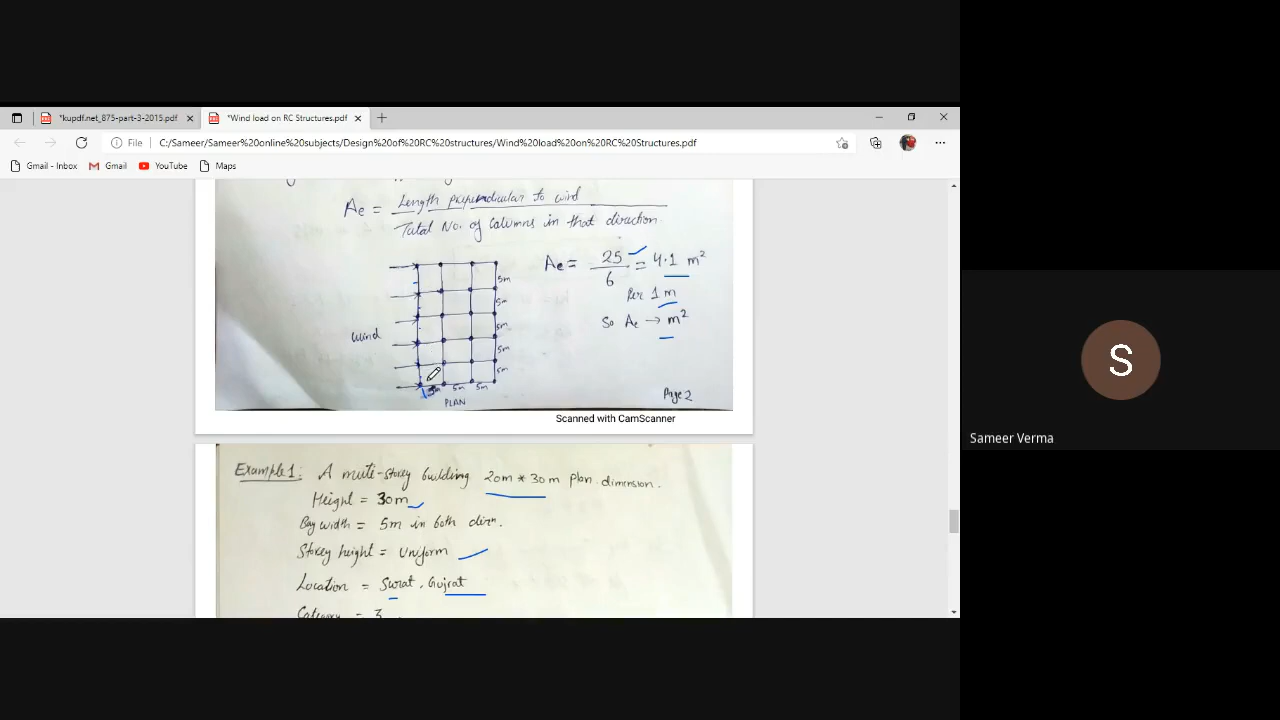 *kupdf.net_875-part-3-2015.pdf
*Wind load on RC Structures.pdf
File
C:/Sameer/Sameer%20online%20subjects/Design%20of%20RC%20structures/Wind%20load%20on%20RC%20Structures.pdf
Gmail - Inbox
Gmail
YouTube
Maps
Ae = Length perpendicular to wind
Total No. of Columns in that direction
Ae = 25 = 4.1 m²
6
Per 1 m
So Ae → m²
5m
5m
5m
5m
5m
wind
5m 5m
PLAN
Page 2
Scanned with CamScanner
Example 1: A multi-storey building 20m * 30m plan dimension.
Height = 30m
Bay width = 5m in both dirn.
Storey height = Uniform
Location = Surat, Gujrat
Category = 3
S
Sameer Verma